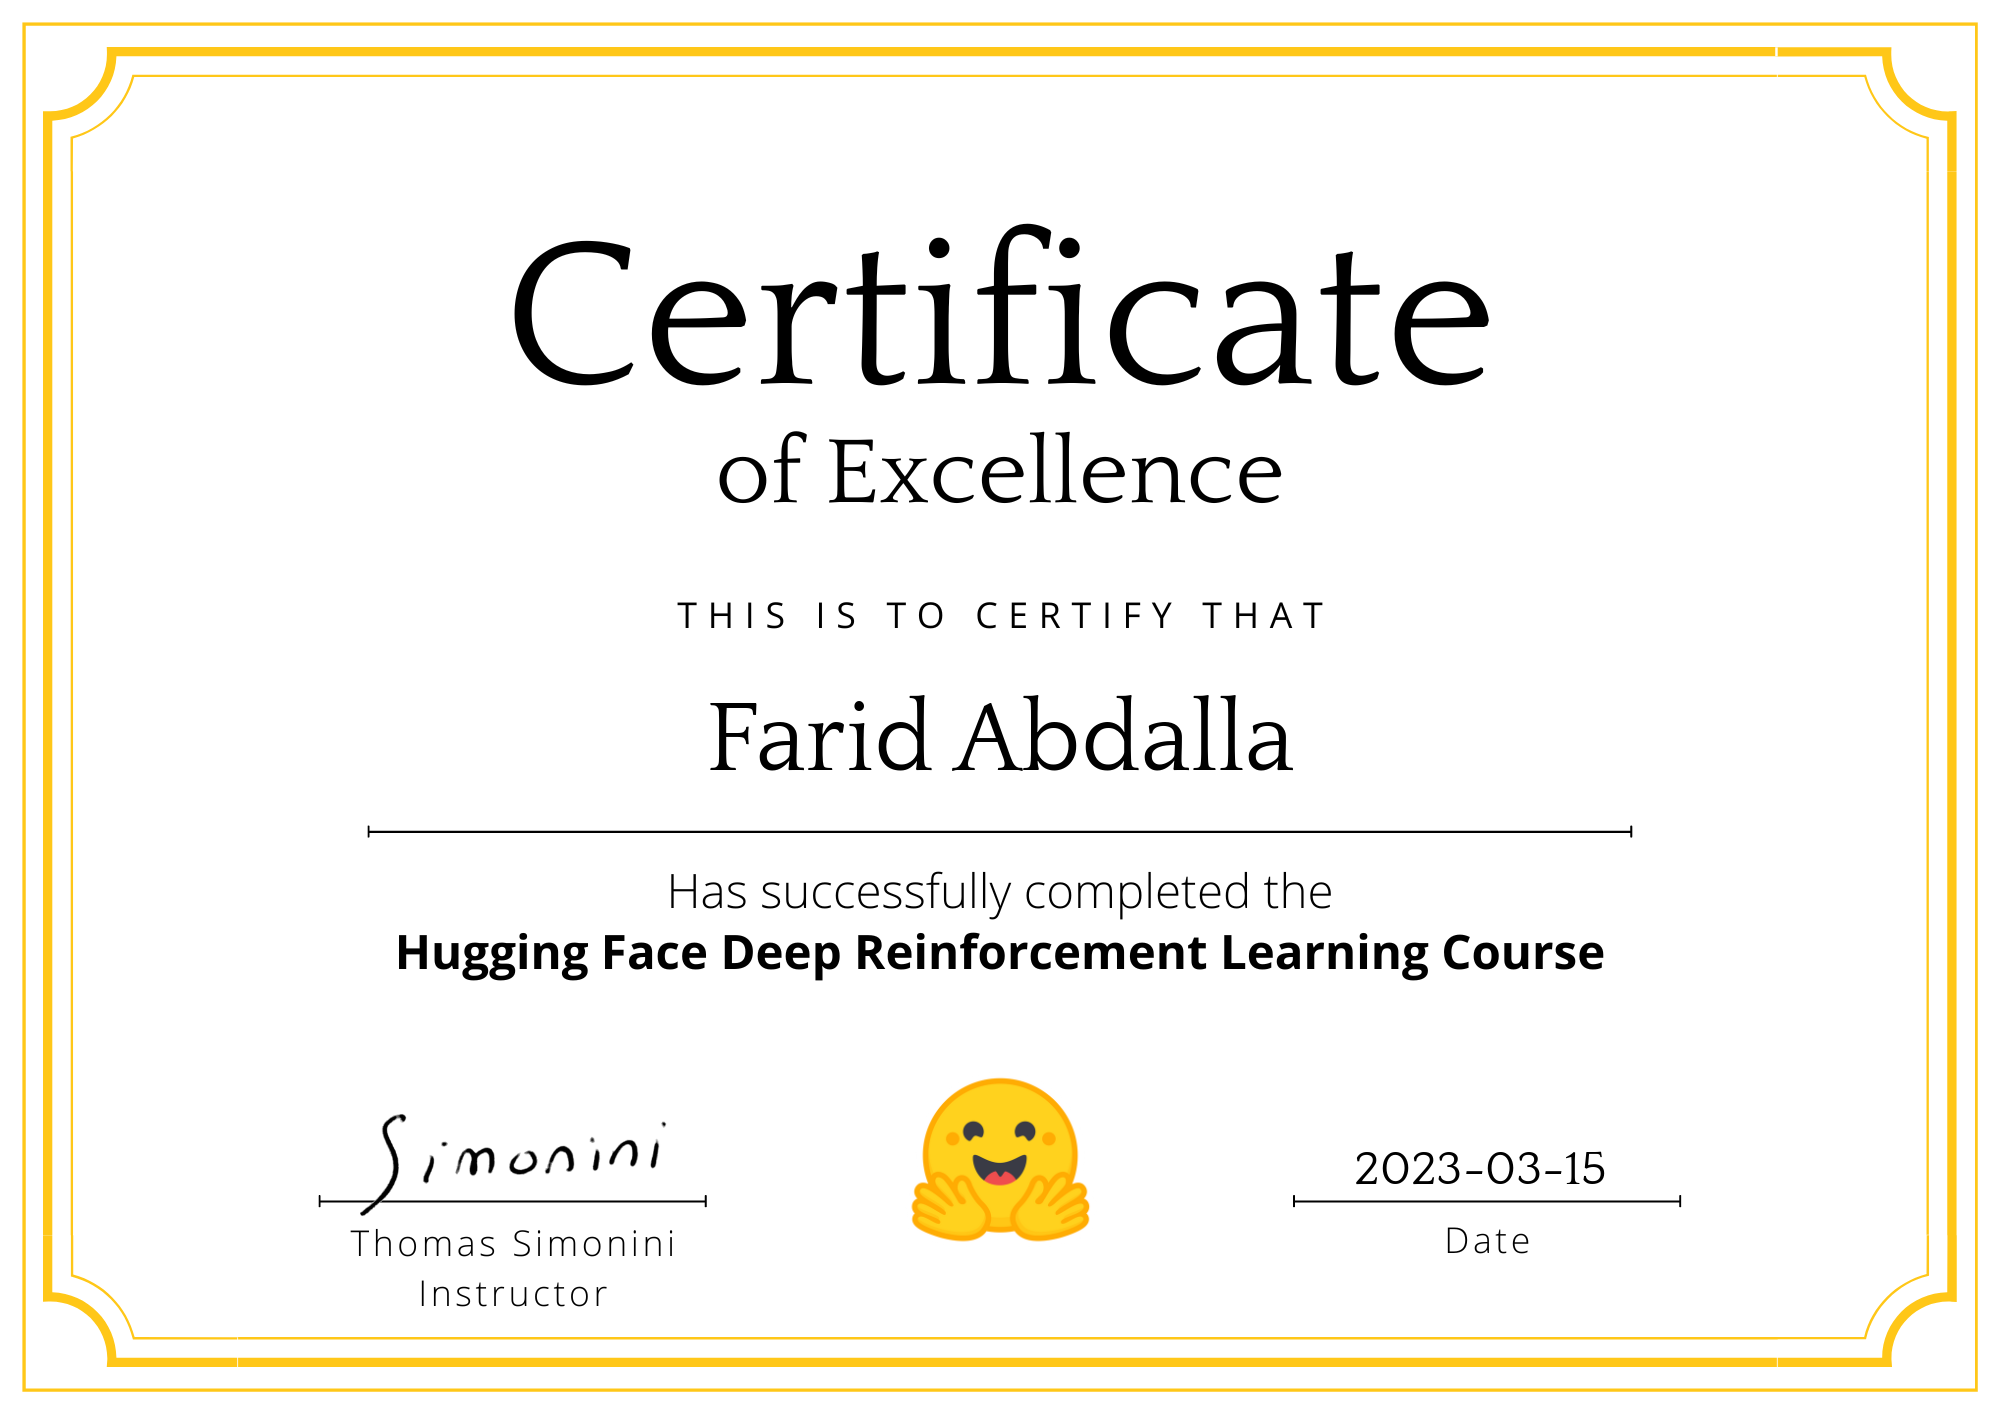 Certificate
of Excellence
THIS IS TO CERTIFY THAT
Farid Abdalla
Has successfully completed the
Hugging Face Deep Reinforcement Learning Course
Simonini
Thomas Simonini
Instructor
2023-03-15
Date